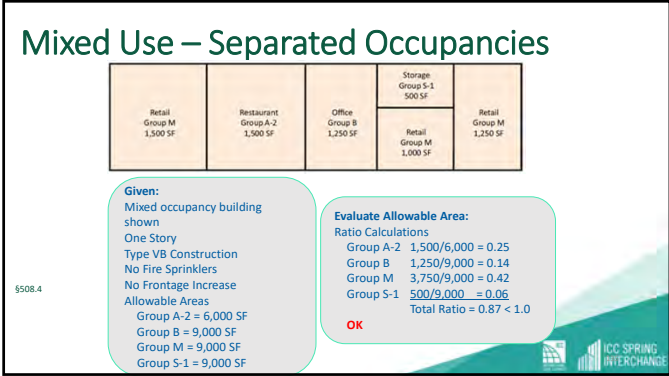 Mixed Use – Separated Occupancies
Retail
Group M
1,500 SF
Restaurant
Group A-2
1,500 SF
Office
Group B
1,250 SF
Storage
Group S-1
500 SF
Retail
Group M
1,000 SF
Retail
Group M
1,250 SF
Given:
Mixed occupancy building
shown
One Story
Type VB Construction
No Fire Sprinklers
No Frontage Increase
Allowable Areas
Group A-2 = 6,000 SF
Group B = 9,000 SF
Group M = 9,000 SF
Group S-1 = 9,000 SF
Evaluate Allowable Area:
Ratio Calculations
Group A-2 1,500/6,000 = 0.25
Group B 1,250/9,000 = 0.14
Group M 3,750/9,000 = 0.42
Group S-1 500/9,000 = 0.06
Total Ratio = 0.87 < 1.0
OK
§508.4
ICC SPRING
INTERCHANGE